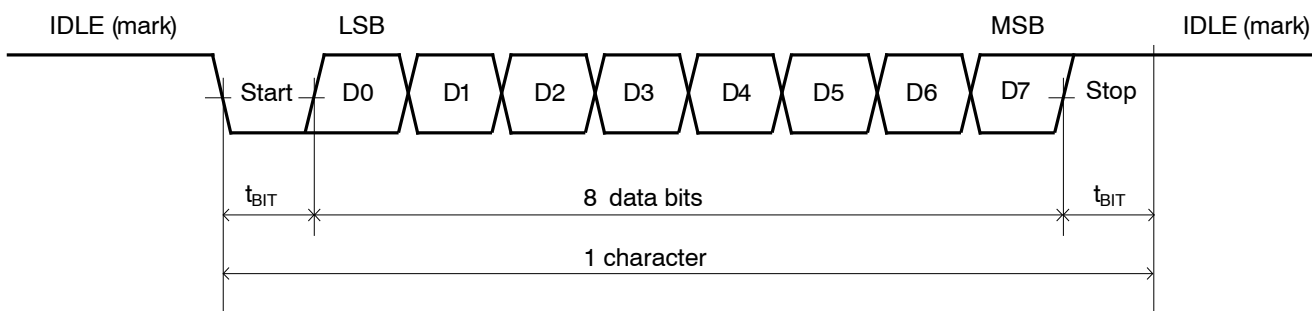 IDLE (mark) LSB MSB IDLE (mark)
Start D0 D1 D2 D3 D4 D5 D6 D7 Stop
tBIT 8 data bits tBIT
1 character